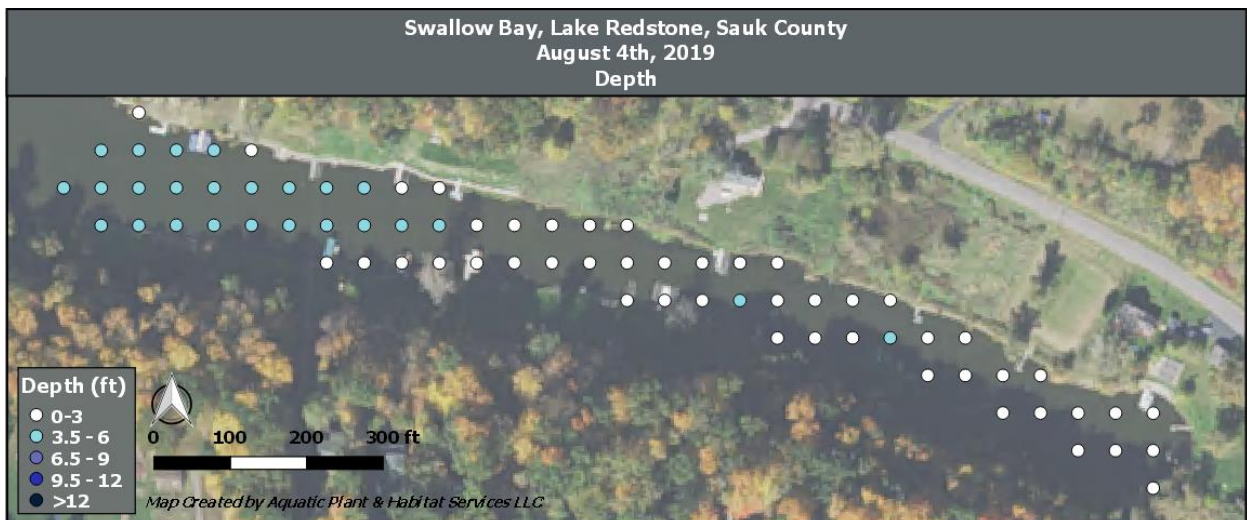 Swallow Bay, Lake Redstone, Sauk County
August 4th, 2019
Depth
Depth (ft)
0-3
3.5 - 6
6.5 - 9
9.5 - 12
>12
0 100 200 300 ft
Map Created by Aquatic Plant & Habitat Services LLC